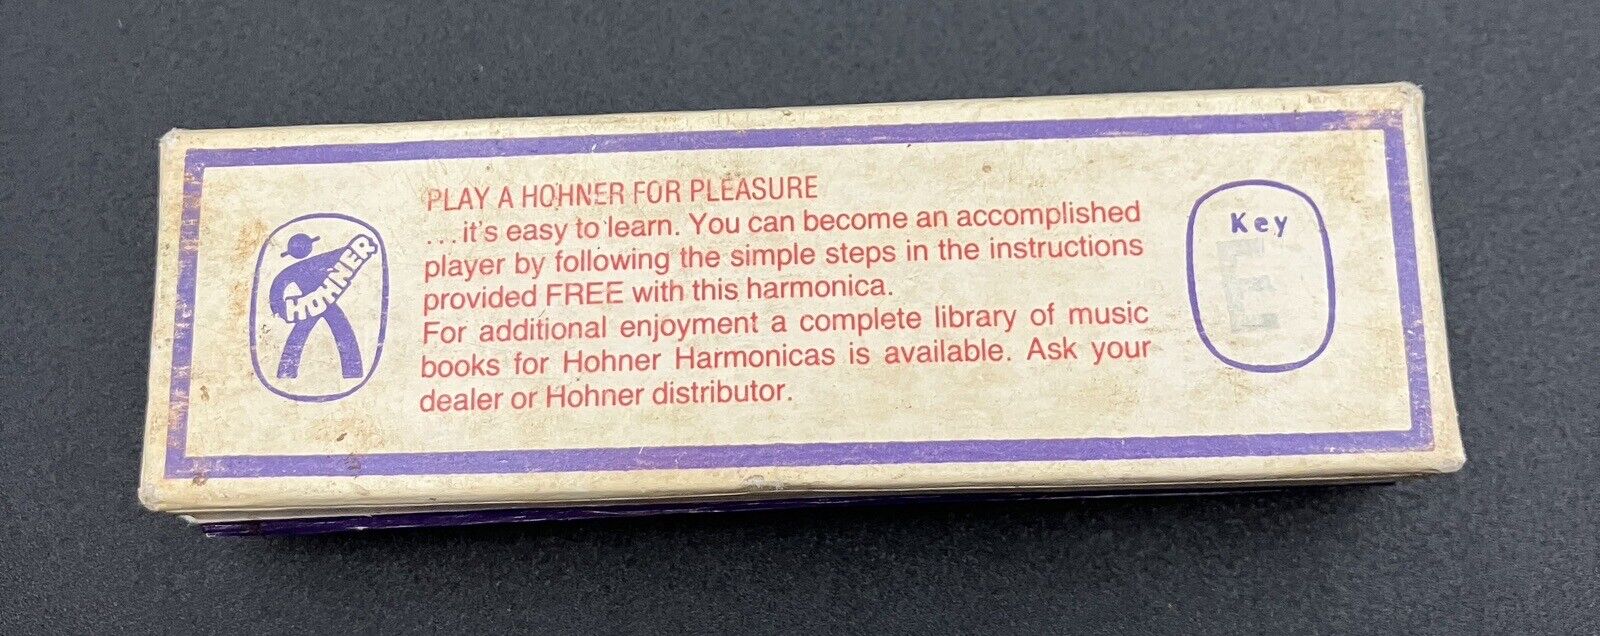 PLAY A HOHNER FOR PLEASURE
...it's easy to learn. You can become an accomplished
player by following the simple steps in the instructions
provided FREE with this harmonica.
For additional enjoyment a complete library of music
books for Hohner Harmonicas is available. Ask your
dealer or Hohner distributor.
HOHNER
Key